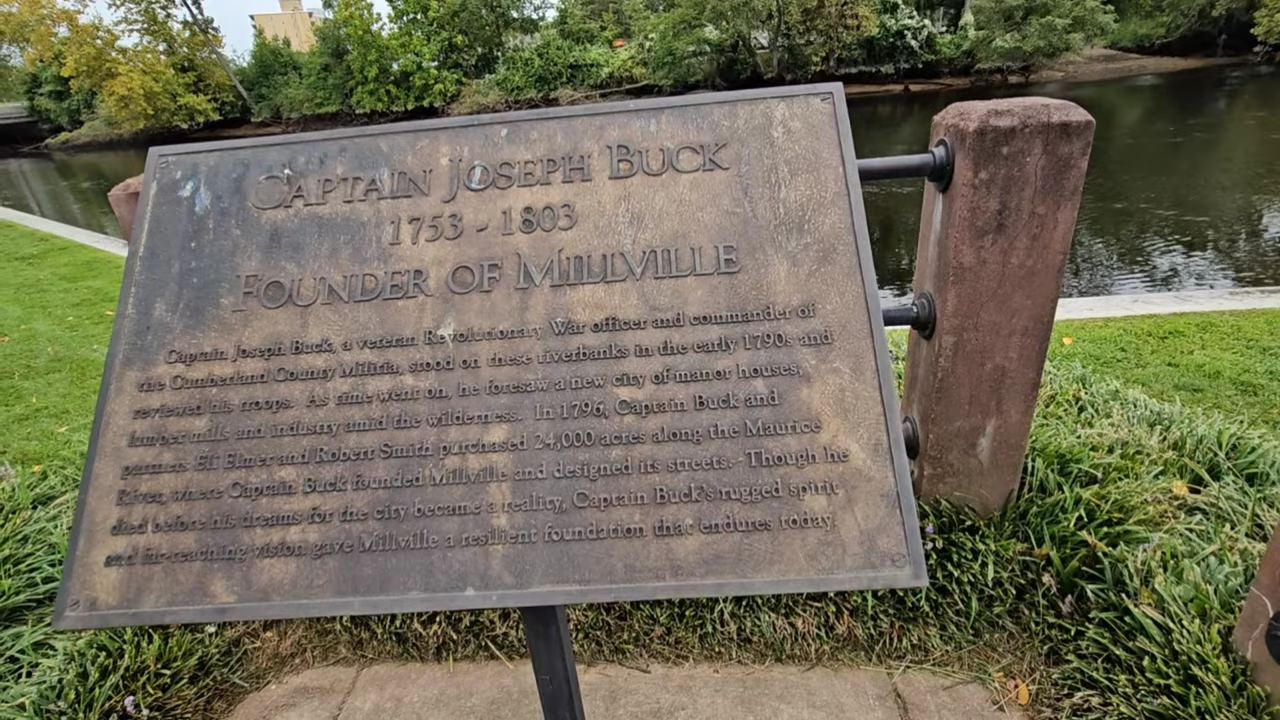 CAPTAIN JOSEPH BUCK
1753 - 1803
FOUNDER OF MILLVILLE
Captain Joseph Buck, a veteran Revolutionary War officer and commander of
the Cumberland County Militia, stood on these riverbanks in the early 1790s and
reviewed his troops. As time went on, he foresaw a new city of manor houses,
lumber mills and industry amid the wilderness. In 1796, Captain Buck and
partners Eli Elmer and Robert Smith purchased 24,000 acres along the Maurice
River, where Captain Buck founded Millville and designed its streets. Though he
died before his dreams for the city became a reality, Captain Buck's rugged spirit
and far-reaching vision gave Millville a resilient foundation that endures today.